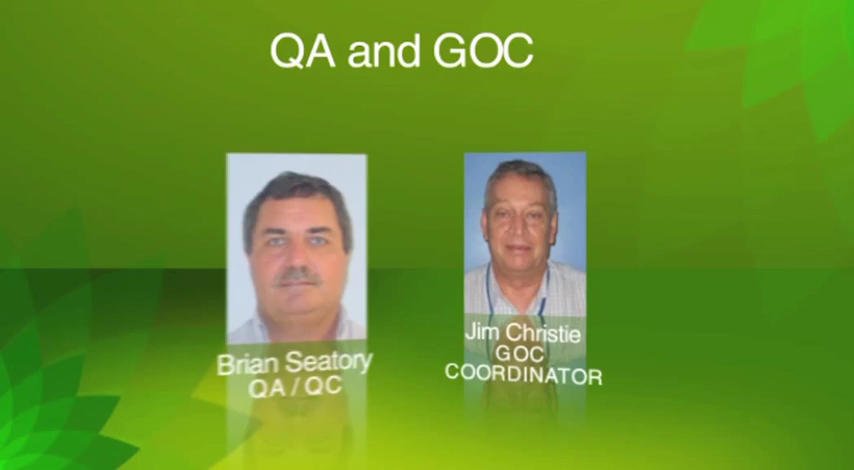 QA and GOC
Brian Seatory
QA / QC
Jim Christie
GOC
COORDINATOR